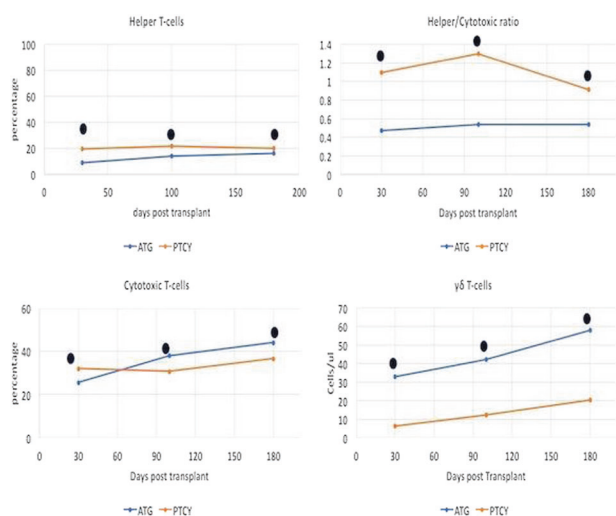 Helper T-cells
percentage
100
80
60
40
20
0
0 50 100 150 200
days post transplant
ATG PTCY
Helper/Cytotoxic ratio
1.4
1.2
1
0.8
0.6
0.4
0.2
0
0 30 60 90 120 150 180
Days post transplant
ATG PTCY
Cytotoxic T-cells
percentage
60
40
20
0
0 30 60 90 120 150 180
Days post transplant
ATG PTCY
γδ T-cells
Cells/ul
70
60
50
40
30
20
10
0
0 30 60 90 120 150 180
Days post Transplant
ATG PTCY